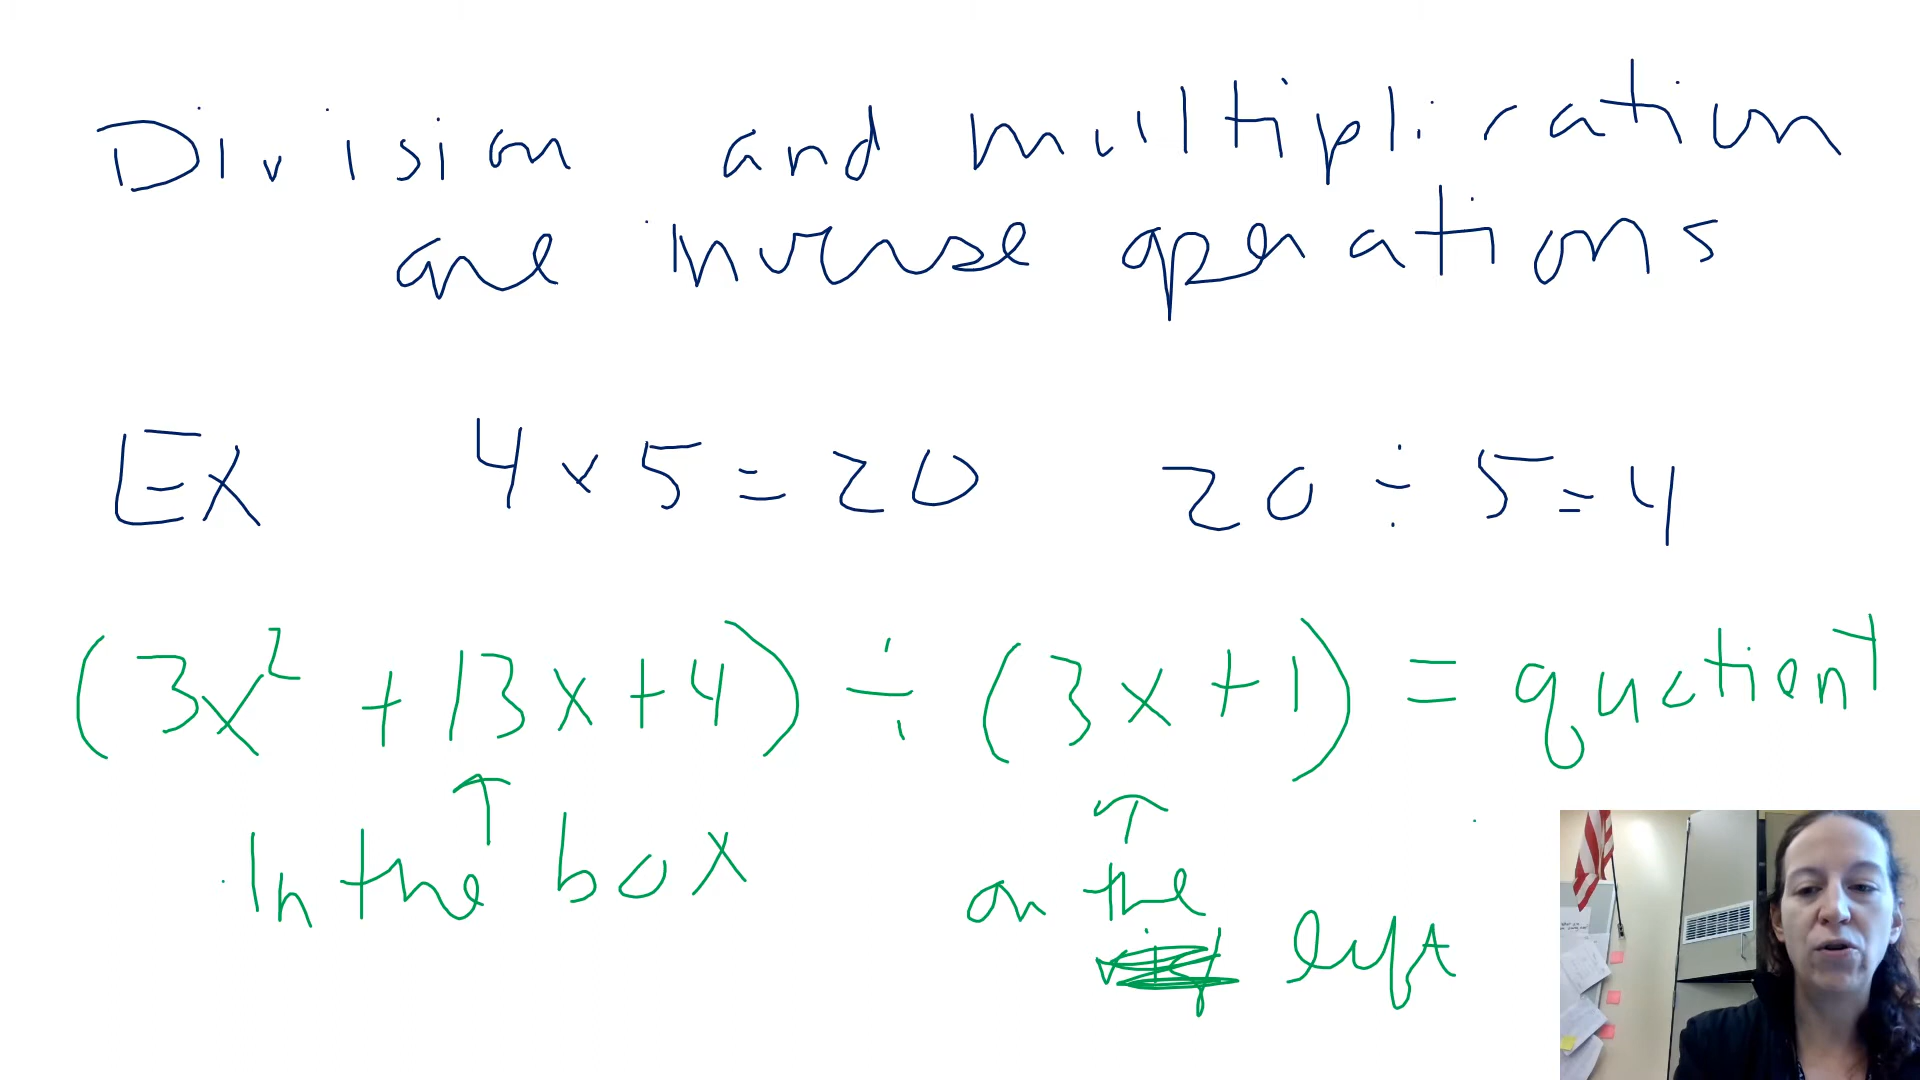 Division and multiplication
are inverse operations
Ex 4 x 5 = 20 20 ÷ 5 = 4
(3x² + 13x + 4) ÷ (3x + 1) = quotient
↑ ↑
In the box on the
left